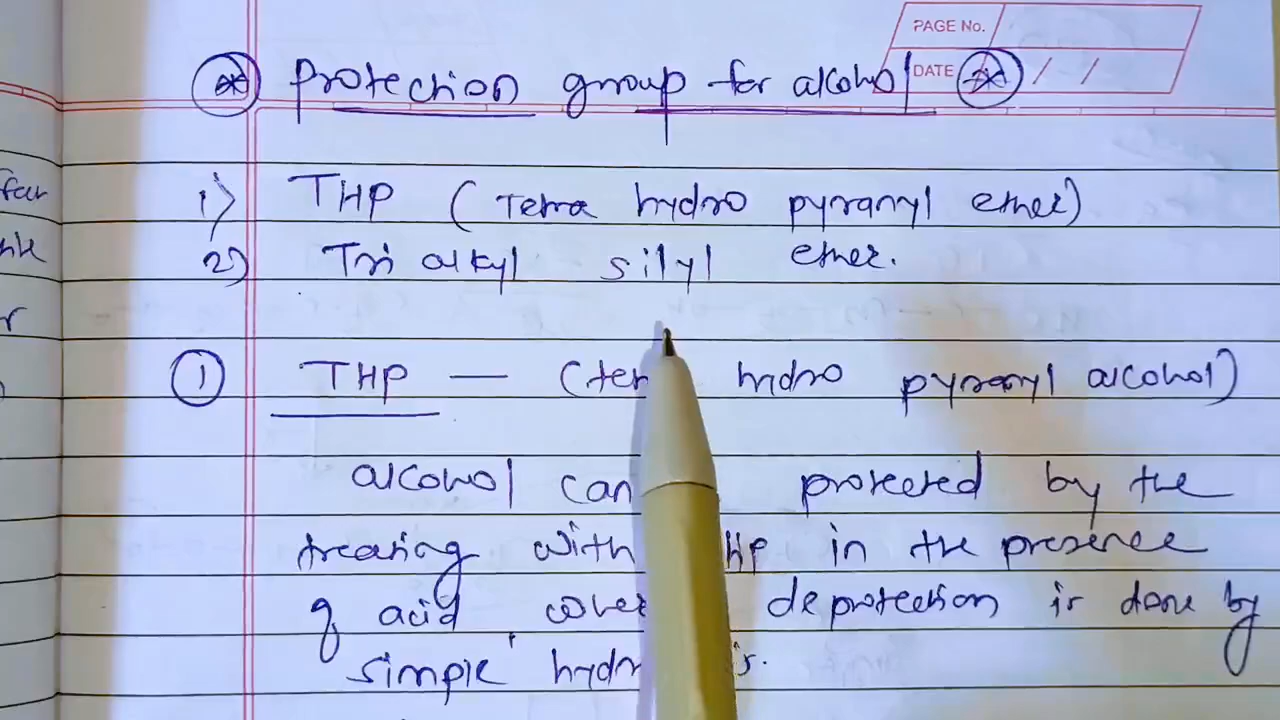 PAGE No.
DATE / /
protection group for alcohol
1) THP (Tetra hydro pyranyl ether)
2) Tri alkyl silyl ether.
① THP — (tet hydro pyranyl alcohol)
alcohol can protected by the
treating with HP in the presence
of acid, deprotection is done by
simple
far
r